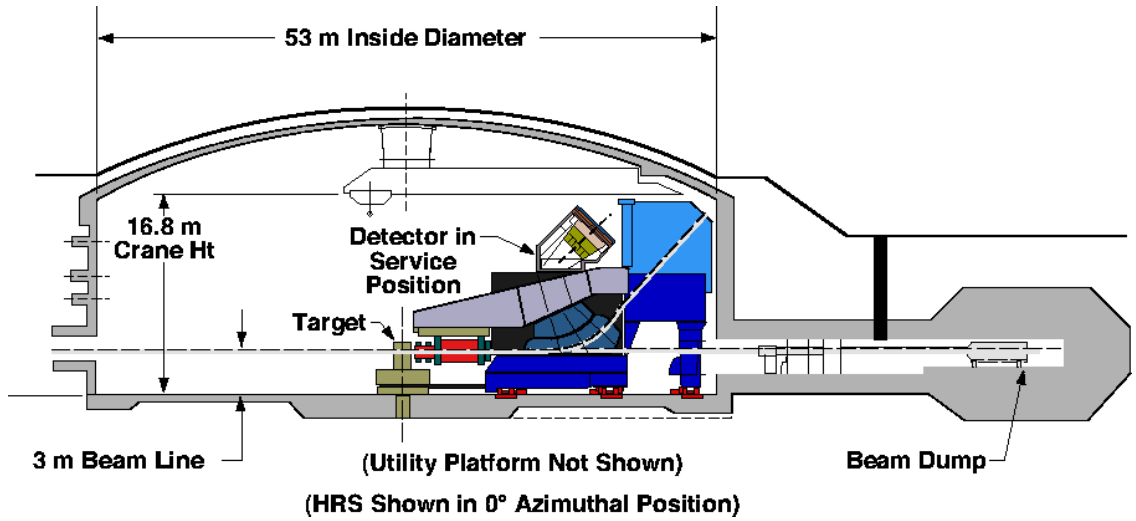 53 m Inside Diameter
16.8 m
Crane Ht
Detector in
Service
Position
Target
3 m Beam Line
(Utility Platform Not Shown)
Beam Dump
(HRS Shown in 0° Azimuthal Position)